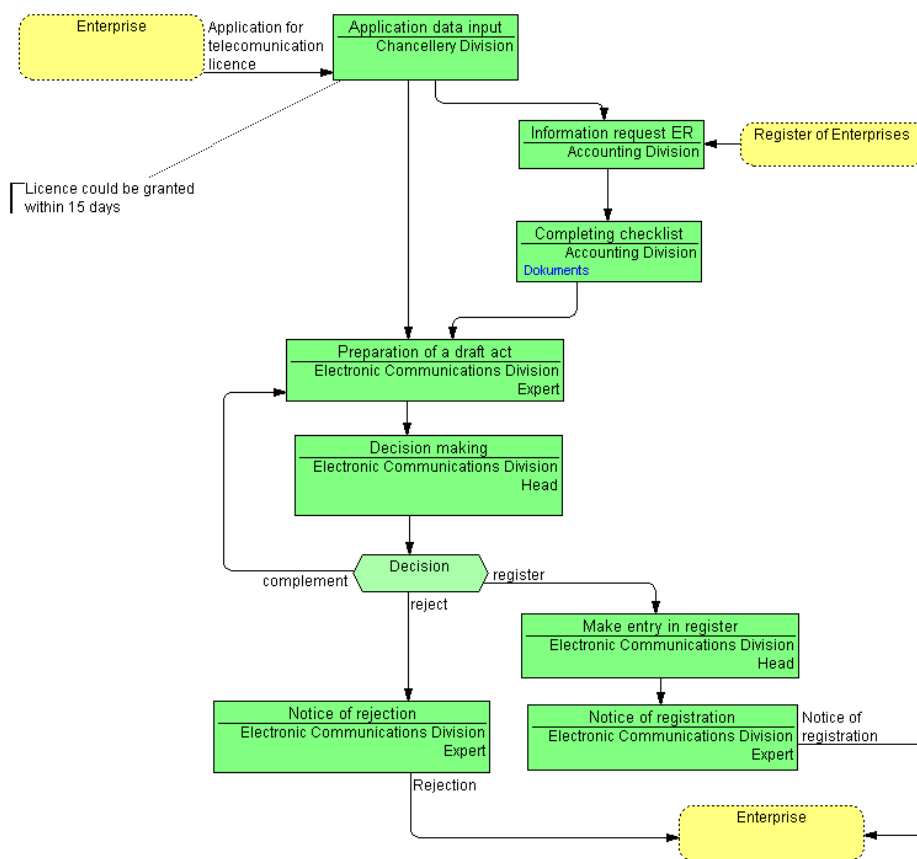 Enterprise
Application for
telecomunication
licence
Application data input
Chancellery Division
Information request ER
Accounting Division
Register of Enterprises
Licence could be granted
within 15 days
Completing checklist
Accounting Division
Dokuments
Preparation of a draft act
Electronic Communications Division
Expert
Decision making
Electronic Communications Division
Head
Decision
complement
register
reject
Make entry in register
Electronic Communications Division
Head
Notice of rejection
Electronic Communications Division
Expert
Notice of registration
Electronic Communications Division
Expert
Notice of
registration
Rejection
Enterprise